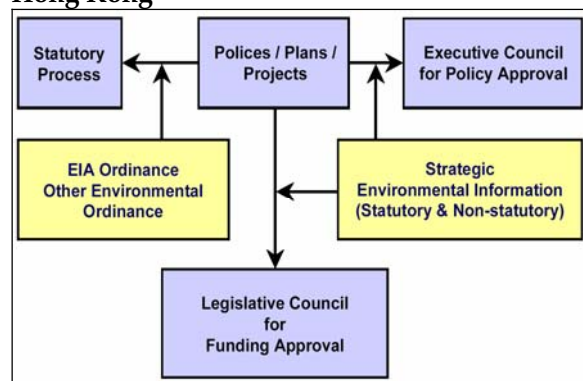 Hong Kong
Statutory
Process
Polices / Plans /
Projects
Executive Council
for Policy Approval
EIA Ordinance
Other Environmental
Ordinance
Strategic
Environmental Information
(Statutory & Non-statutory)
Legislative Council
for
Funding Approval